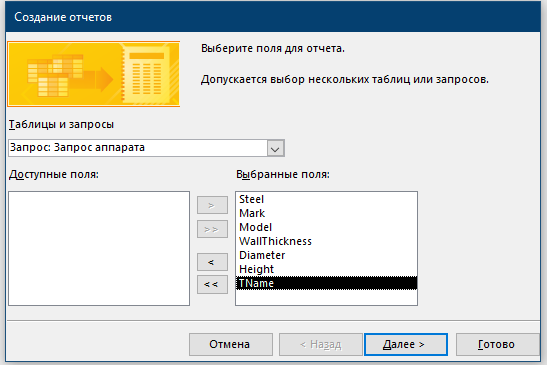 Создание отчетов
Выберите поля для отчета.
Допускается выбор нескольких таблиц или запросов.
Таблицы и запросы
Запрос: Запрос аппарата
Доступные поля:
Выбранные поля:
>
>>
<
<<
Steel
Mark
Model
WallThickness
Diameter
Height
TName
Отмена
< Назад
Далее >
Готово